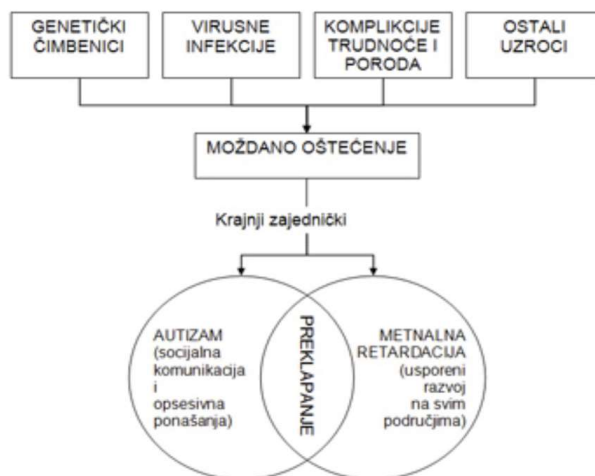 GENETIČKI
ČIMBENICI
VIRUSNE
INFEKCIJE
KOMPLIKCIJE
TRUDNOĆE I
PORODA
OSTALI
UZROCI
MOŽDANO OŠTEĆENJE
Krajnji zajednički
AUTIZAM
(socijalna
komunikacija
i
opsesivna
ponašanja)
PREKLAPANJE
METNALNA
RETARDACIJA
(usporeni
razvoj
na svim
područjima)